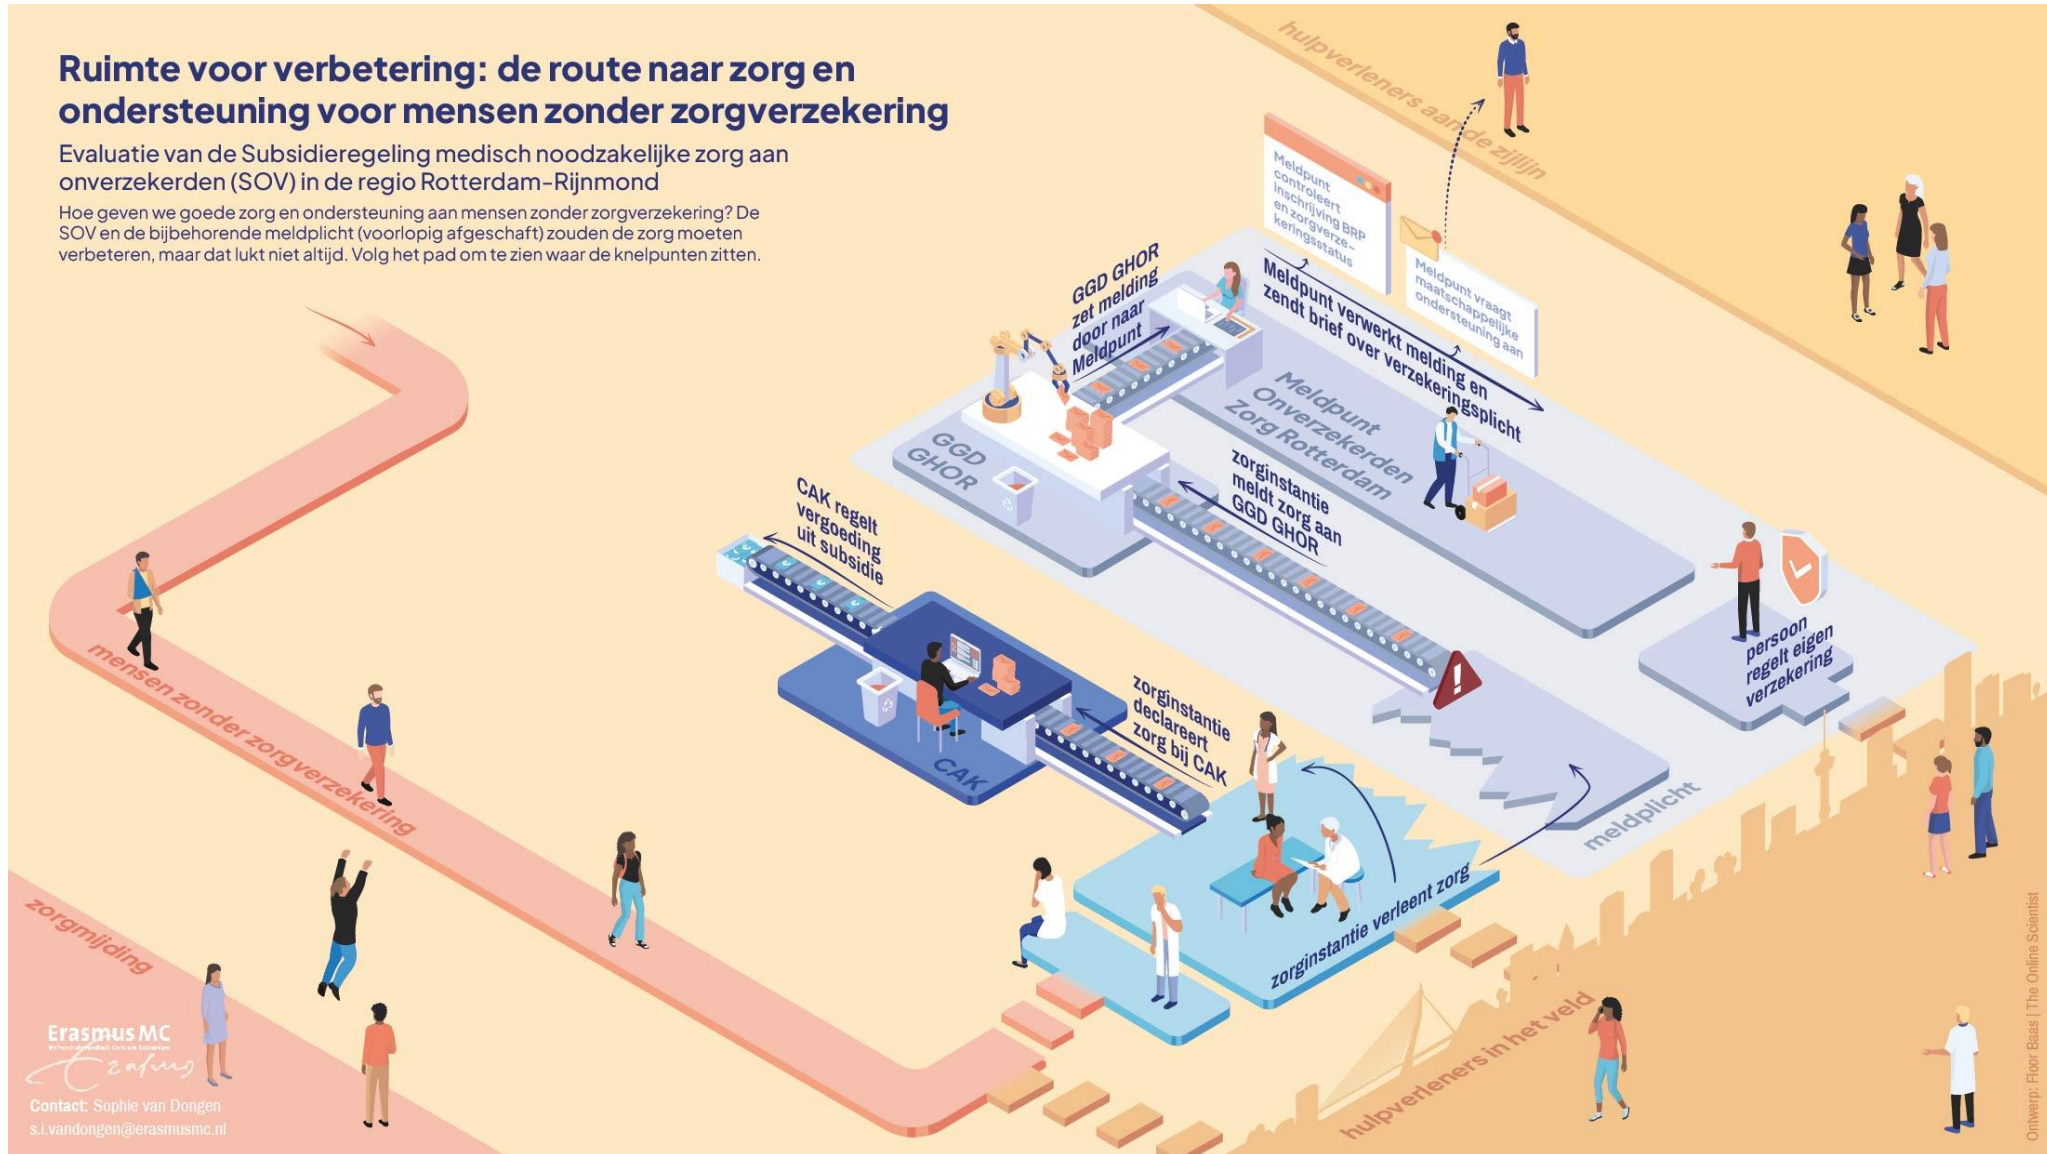 Ruimte voor verbetering: de route naar zorg en
ondersteuning voor mensen zonder zorgverzekering
Evaluatie van de Subsidieregeling medisch noodzakelijke zorg aan
onverzekerden (SOV) in de regio Rotterdam-Rijnmond
Hoe geven we goede zorg en ondersteuning aan mensen zonder zorgverzekering? De
SOV en de bijbehorende meldplicht (voorlopig afgeschaft) zouden de zorg moeten
verbeteren, maar dat lukt niet altijd. Volg het pad om te zien waar de knelpunten zitten.
hulpverleners aan de zijlijn
Meldpunt
controleert
inschrijving BRP
en zorgverze-
keringsstatus
Meldpunt vraagt
maatschappelijke
ondersteuning aan
GGD GHOR
zet melding
door naar
Meldpunt
Meldpunt verwerkt melding en
zendt brief over verzekeringsplicht
Meldpunt
Onverzekerden
Zorg Rotterdam
GGD
GHOR
zorginstantie
meldt zorg aan
GGD GHOR
CAK regelt
vergoeding
uit subsidie
persoon
regelt eigen
verzekering
zorginstantie
declareert
zorg bij CAK
CAK
meldplicht
mensen zonder zorgverzekering
zorginstantie verleent zorg
zorgmijding
hulpverleners in het veld
Erasmus MC
Erasmus
Contact: Sophie van Dongen
s.i.vandongen@erasmusmc.nl
Ontwerp: Floor Baas | The Online Scientist